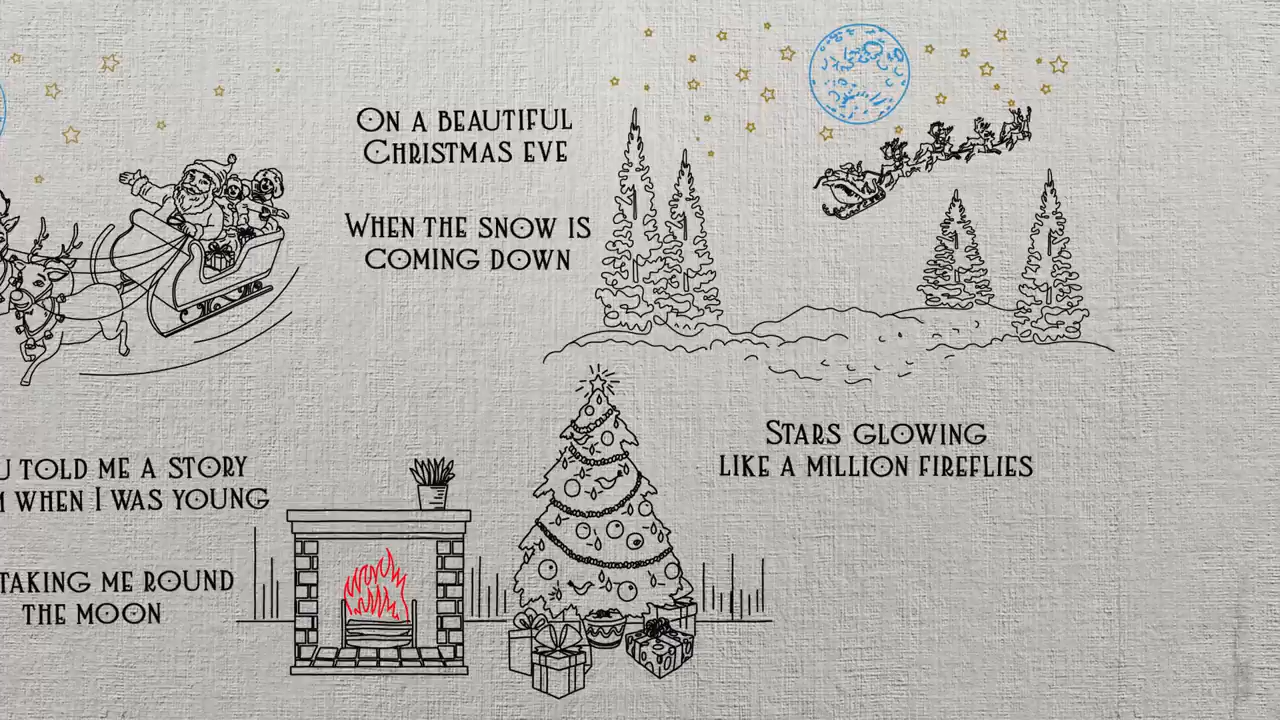 On a beautiful
Christmas eve
When the snow is
coming down
told me a story
when I was young
taking me round
the moon
Stars glowing
like a million fireflies